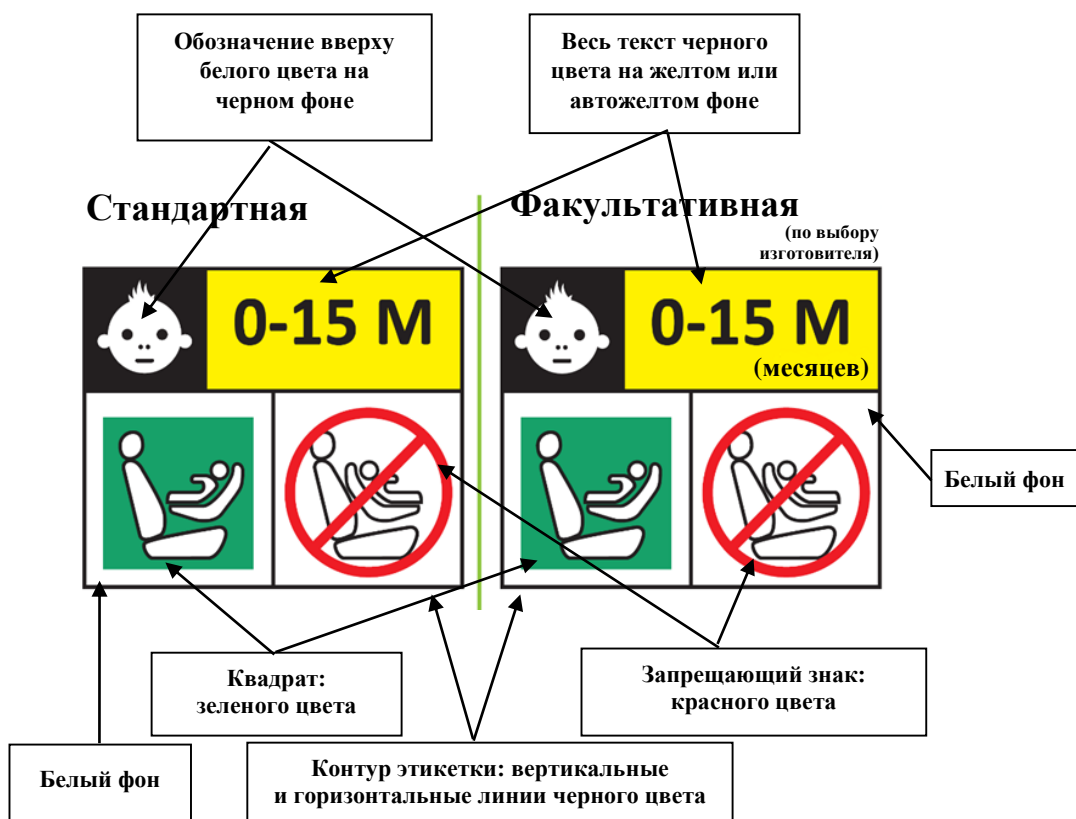 Обозначение вверху
белого цвета на
черном фоне
Весь текст черного
цвета на желтом или
автожелтом фоне
Стандартная
Факультативная
(по выбору
изготовителя)
0-15 М
0-15 М
(месяцев)
Белый фон
Квадрат:
зеленого цвета
Запрещающий знак:
красного цвета
Белый фон
Контур этикетки: вертикальные
и горизонтальные линии черного цвета